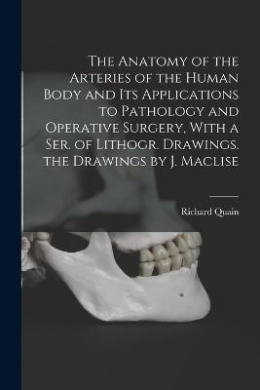 The Anatomy of the
Arteries of the Human
Body and Its Applications
to Pathology and
Operative Surgery, With a
Ser. of Lithogr. Drawings.
the Drawings by J. Maclise
Richard Quain